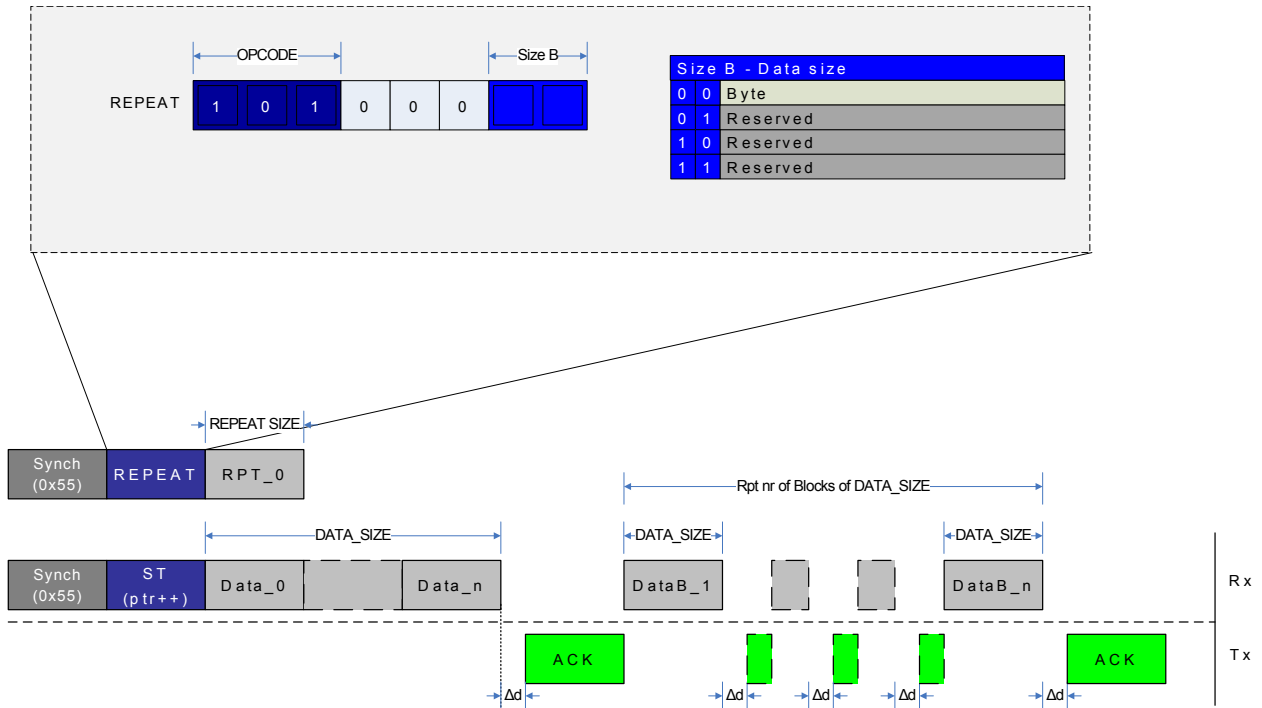 OPCODE
Size B
REPEAT
1 0 1 0 0 0
Size B - Data size
0 0 Byte
0 1 Reserved
1 0 Reserved
1 1 Reserved
REPEAT SIZE
Synch
(0x55)
REPEAT
RPT_0
Rpt nr of Blocks of DATA_SIZE
DATA_SIZE
DATA_SIZE
DATA_SIZE
Synch
(0x55)
ST
(ptr++)
Data_0
Data_n
DataB_1
DataB_n
Rx
ACK
ACK
Tx
Δd
Δd
Δd
Δd
Δd